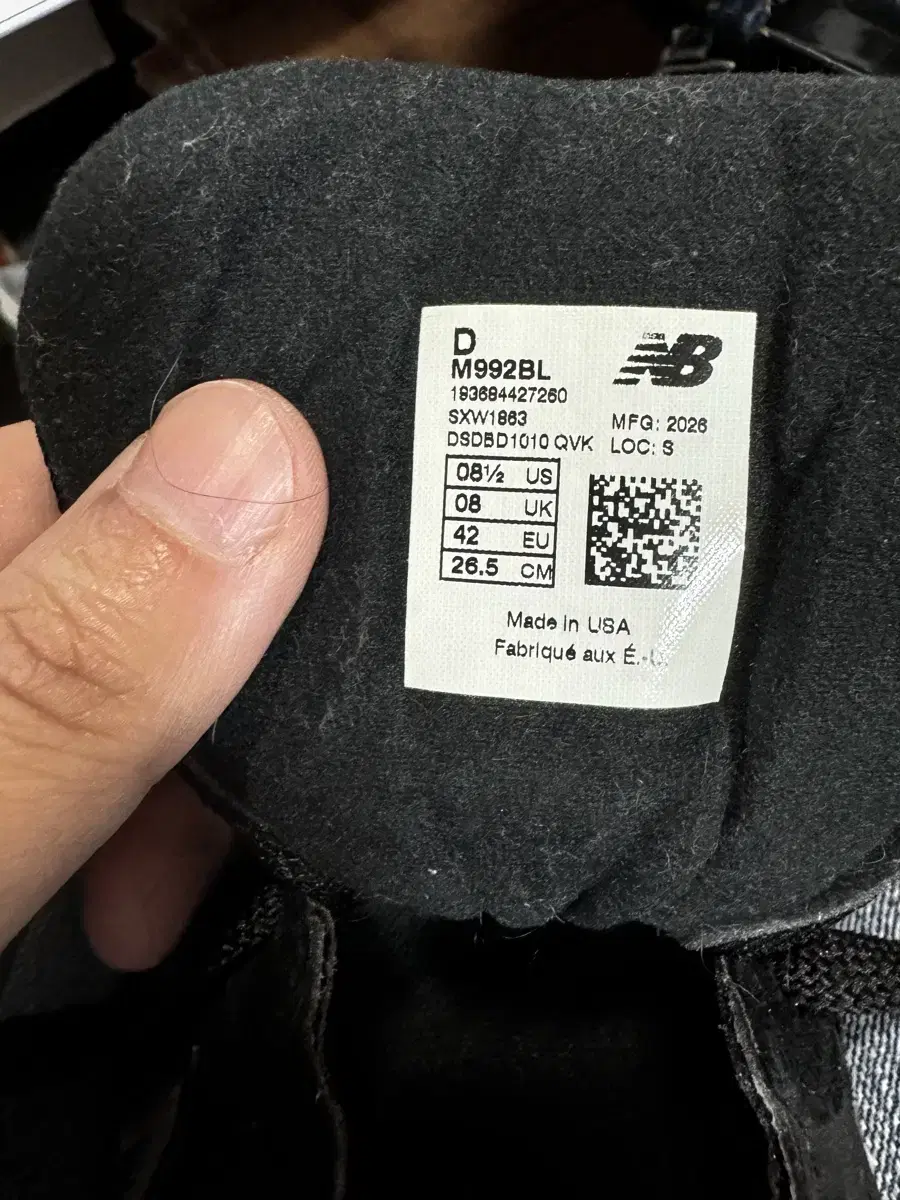 D
M992BL
NB
193684427260
SXW1863
MFG: 2026
DSDBD1010 QVK
LOC: S
08½ US
08 UK
42 EU
26.5 CM
Made in USA
Fabriqué aux É.-U.